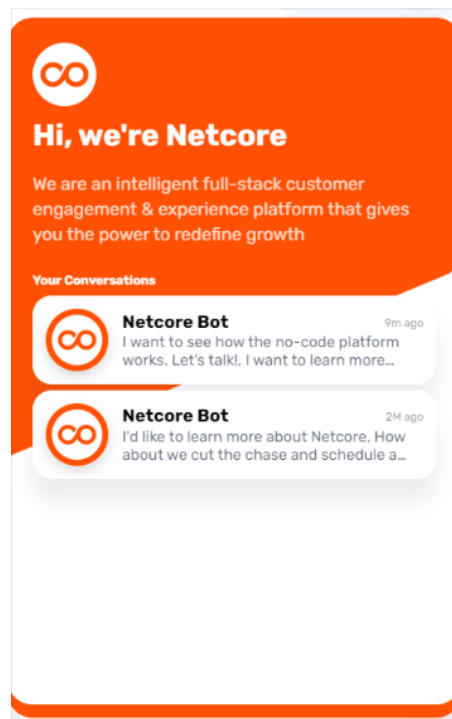 Hi, we're Netcore
We are an intelligent full-stack customer
engagement & experience platform that gives
you the power to redefine growth
Your Conversations
Netcore Bot 9m ago
I want to see how the no-code platform
works. Let's talk!, I want to learn more...
Netcore Bot 2M ago
I'd like to learn more about Netcore, How
about we cut the chase and schedule a...